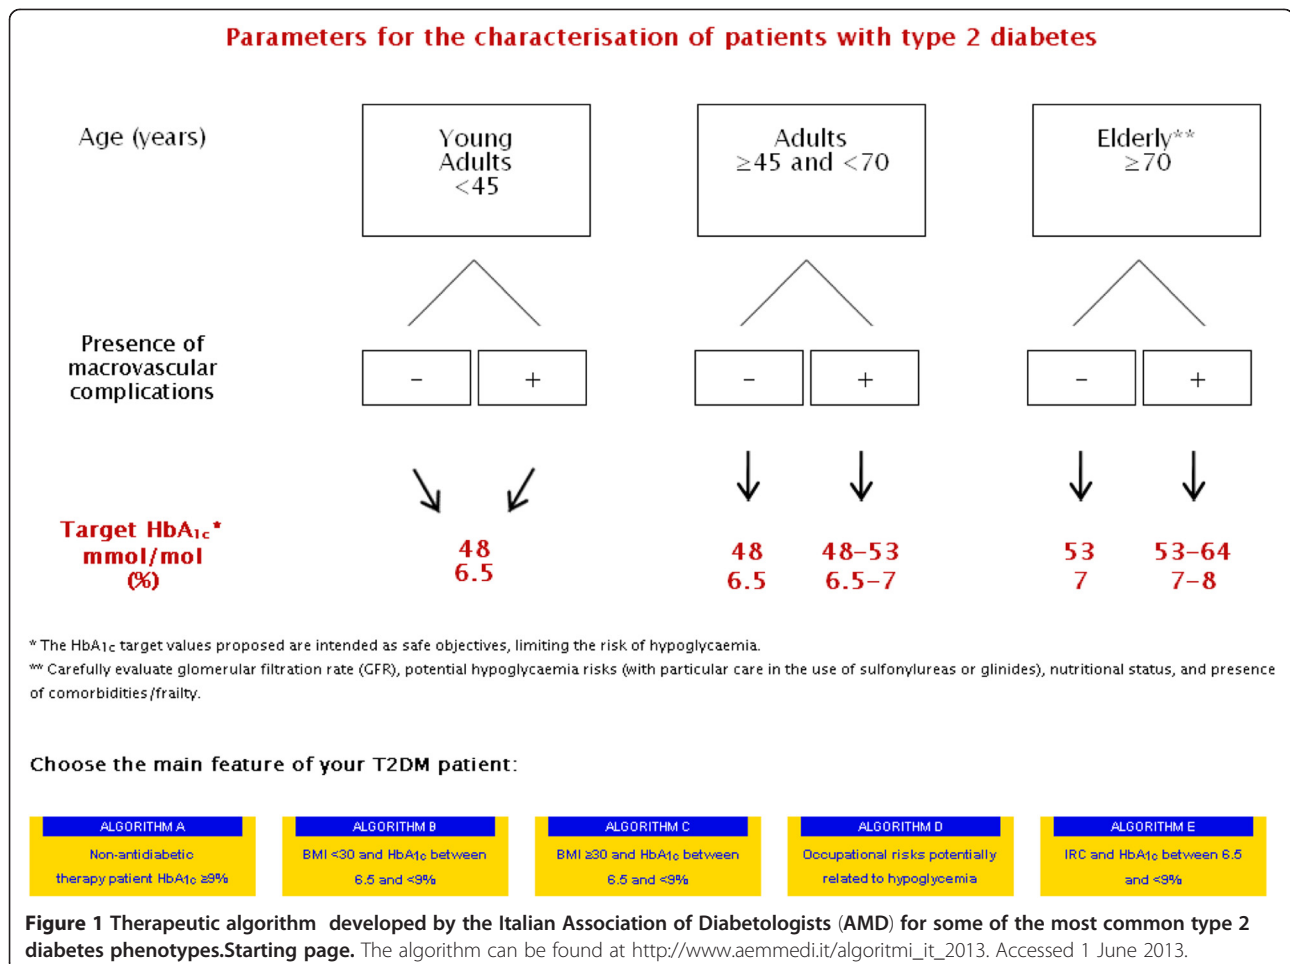 Parameters for the characterisation of patients with type 2 diabetes
Age (years)
Young
Adults
<45
Adults
≥45 and <70
Elderly**
≥70
Presence of
macrovascular
complications
– + – + – +
Target HbA1c*
mmol/mol
(%)
48
6.5
48
6.5
48–53
6.5–7
53
7
53–64
7–8
* The HbA1c target values proposed are intended as safe objectives, limiting the risk of hypoglycaemia.
** Carefully evaluate glomerular filtration rate (GFR), potential hypoglycaemia risks (with particular care in the use of sulfonylureas or glinides), nutritional status, and presence
of comorbidities/frailty.
Choose the main feature of your T2DM patient:
ALGORITHM A
Non-antidiabetic
therapy patient HbA1c ≥9%
ALGORITHM B
BMI <30 and HbA1c between
6.5 and <9%
ALGORITHM C
BMI ≥30 and HbA1c between
6.5 and <9%
ALGORITHM D
Occupational risks potentially
related to hypoglycemia
ALGORITHM E
IRC and HbA1c between 6.5
and <9%
Figure 1 Therapeutic algorithm developed by the Italian Association of Diabetologists (AMD) for some of the most common type 2
diabetes phenotypes.Starting page. The algorithm can be found at http://www.aemmedi.it/algoritmi_it_2013. Accessed 1 June 2013.